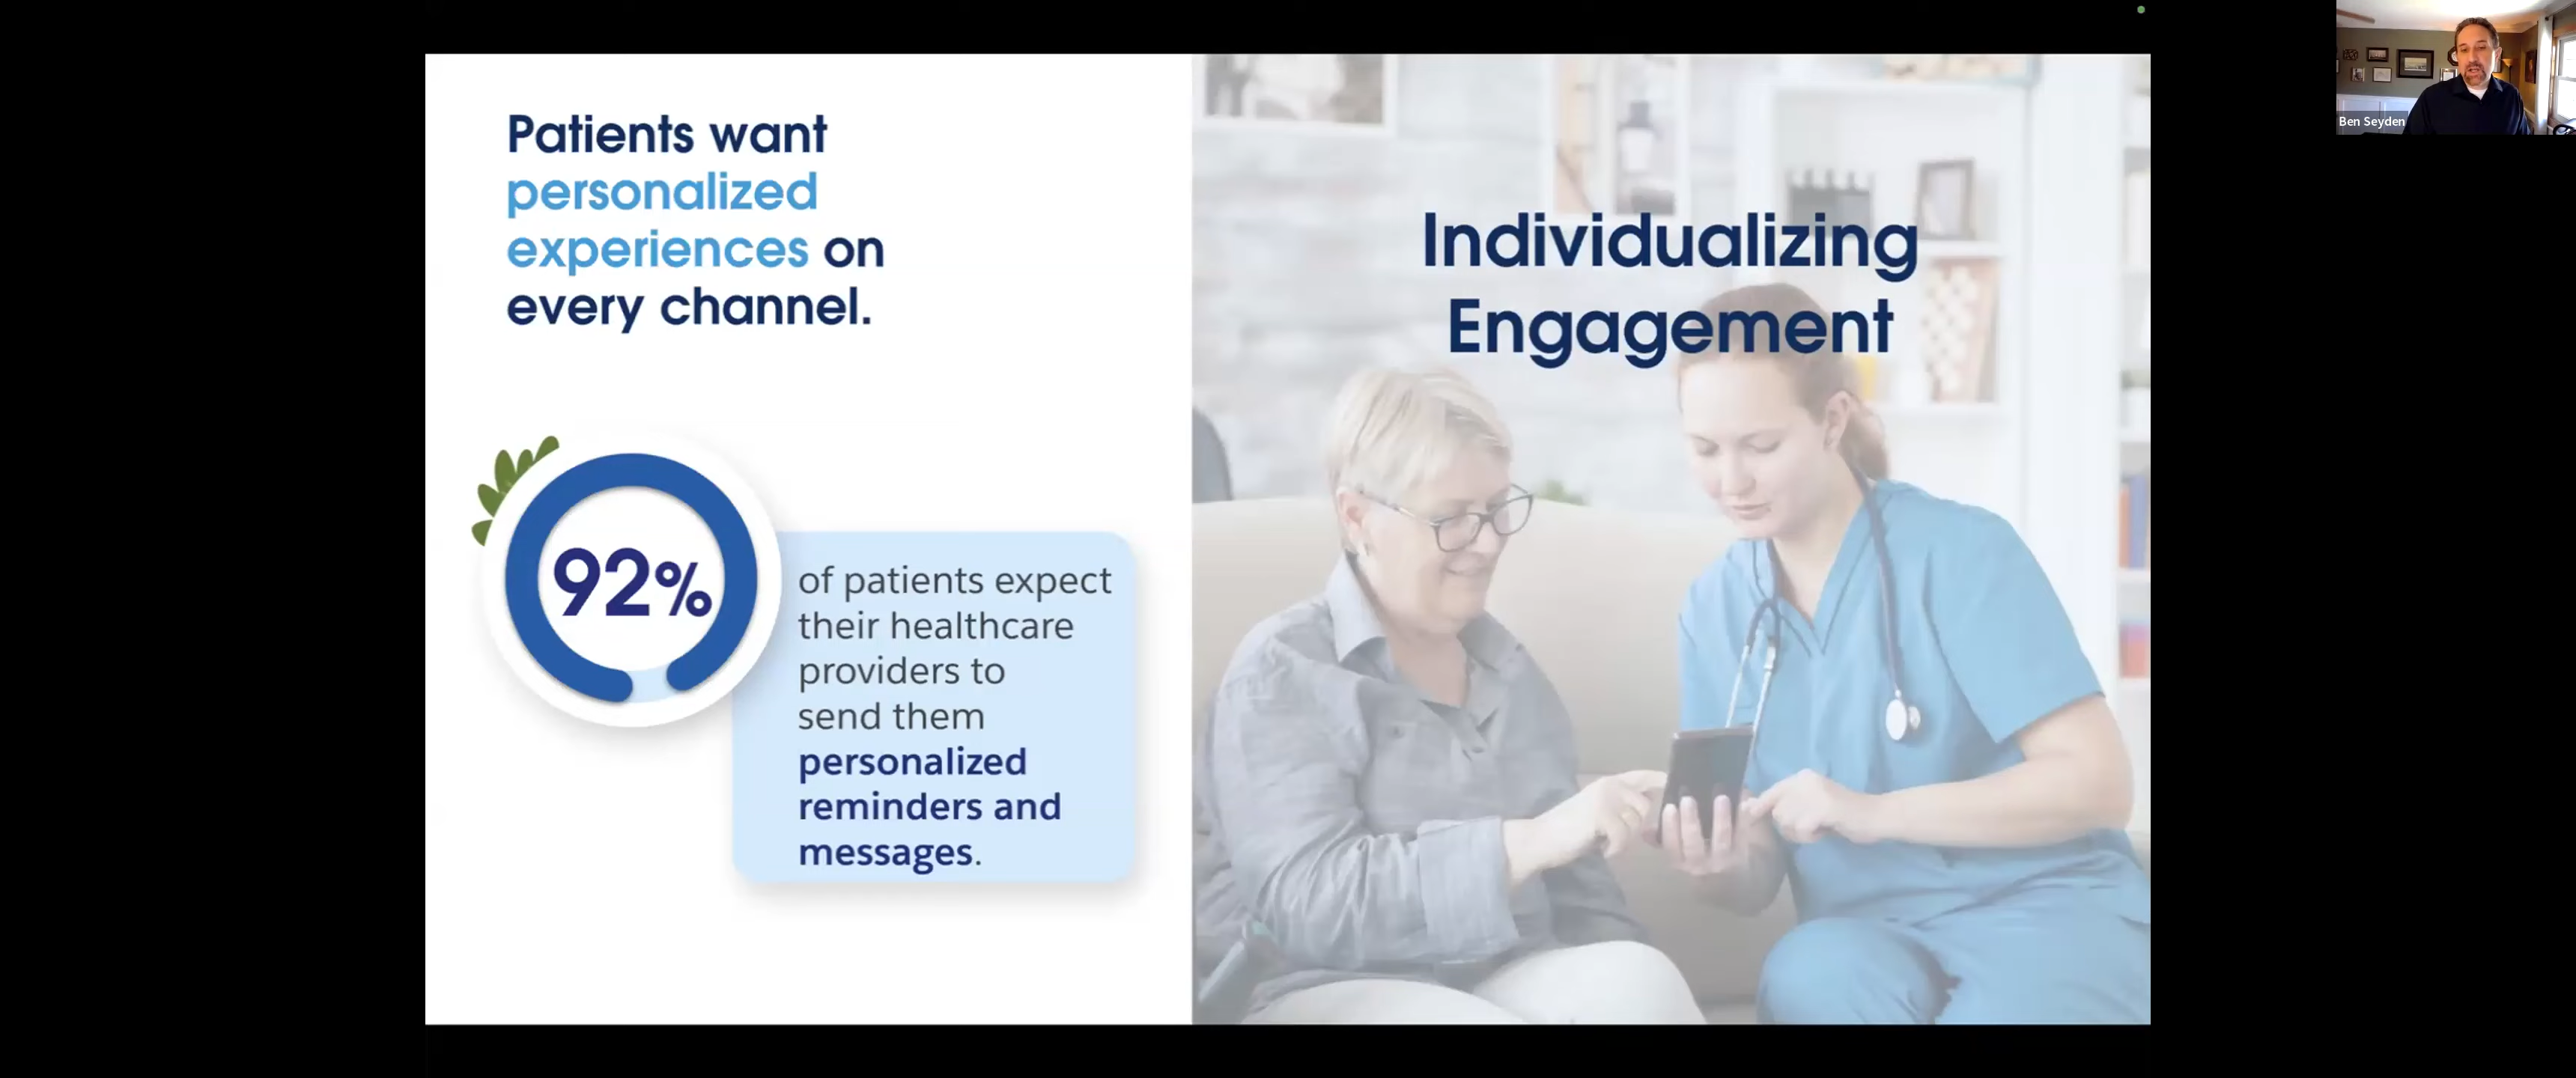 Patients want
personalized
experiences on
every channel.
92%
of patients expect
their healthcare
providers to
send them
personalized
reminders and
messages.
Individualizing
Engagement
Ben Seyden